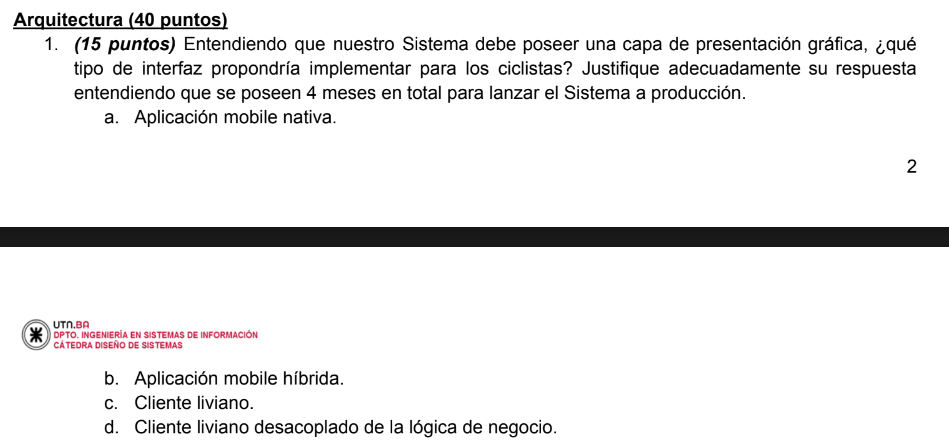 Arquitectura (40 puntos)
1. (15 puntos) Entendiendo que nuestro Sistema debe poseer una capa de presentación gráfica, ¿qué
tipo de interfaz propondría implementar para los ciclistas? Justifique adecuadamente su respuesta
entendiendo que se poseen 4 meses en total para lanzar el Sistema a producción.
a. Aplicación mobile nativa.
2
UTN.BA
DPTO. INGENIERÍA EN SISTEMAS DE INFORMACIÓN
CÁTEDRA DISEÑO DE SISTEMAS
b. Aplicación mobile híbrida.
c. Cliente liviano.
d. Cliente liviano desacoplado de la lógica de negocio.